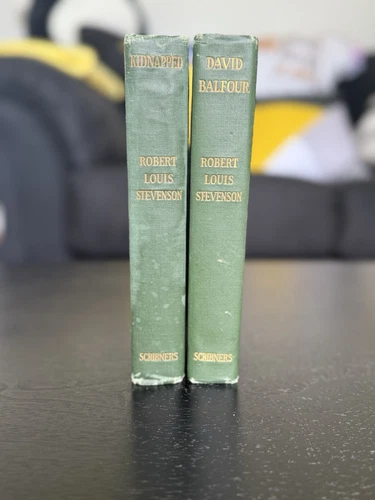 KIDNAPPED
ROBERT
LOUIS
STEVENSON
SCRIBNERS
DAVID
BALFOUR
ROBERT
LOUIS
STEVENSON
SCRIBNERS